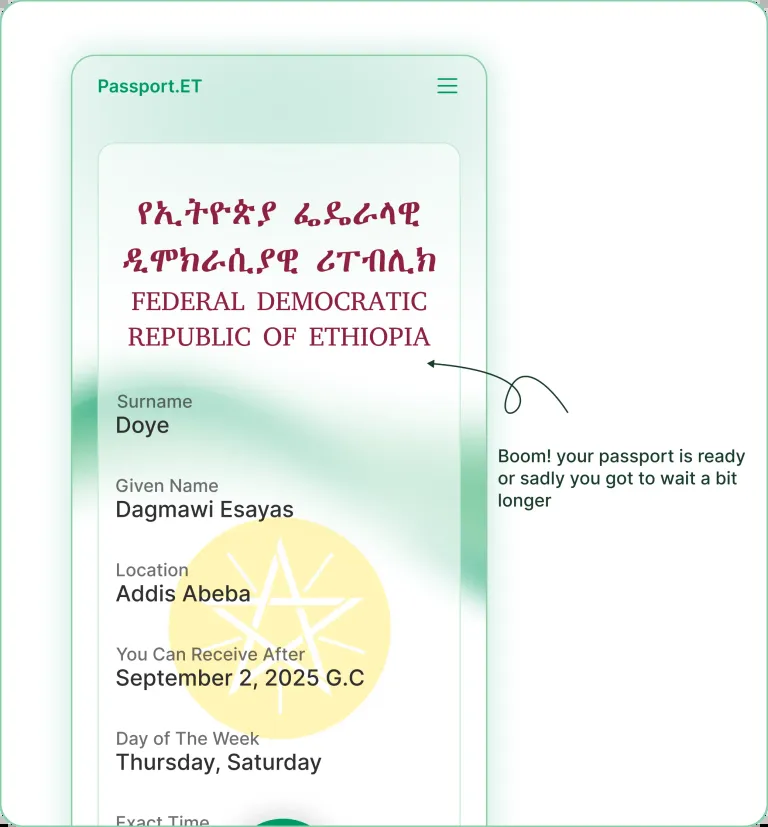 Passport.ET
የኢትዮጵያ ፌዴራላዊ
ዲሞክራሲያዊ ሪፐብሊክ
FEDERAL DEMOCRATIC
REPUBLIC OF ETHIOPIA
Surname
Doye
Given Name
Dagmawi Esayas
Location
Addis Abeba
You Can Receive After
September 2, 2025 G.C
Day of The Week
Thursday, Saturday
Exact Time
Boom! your passport is ready
or sadly you got to wait a bit
longer